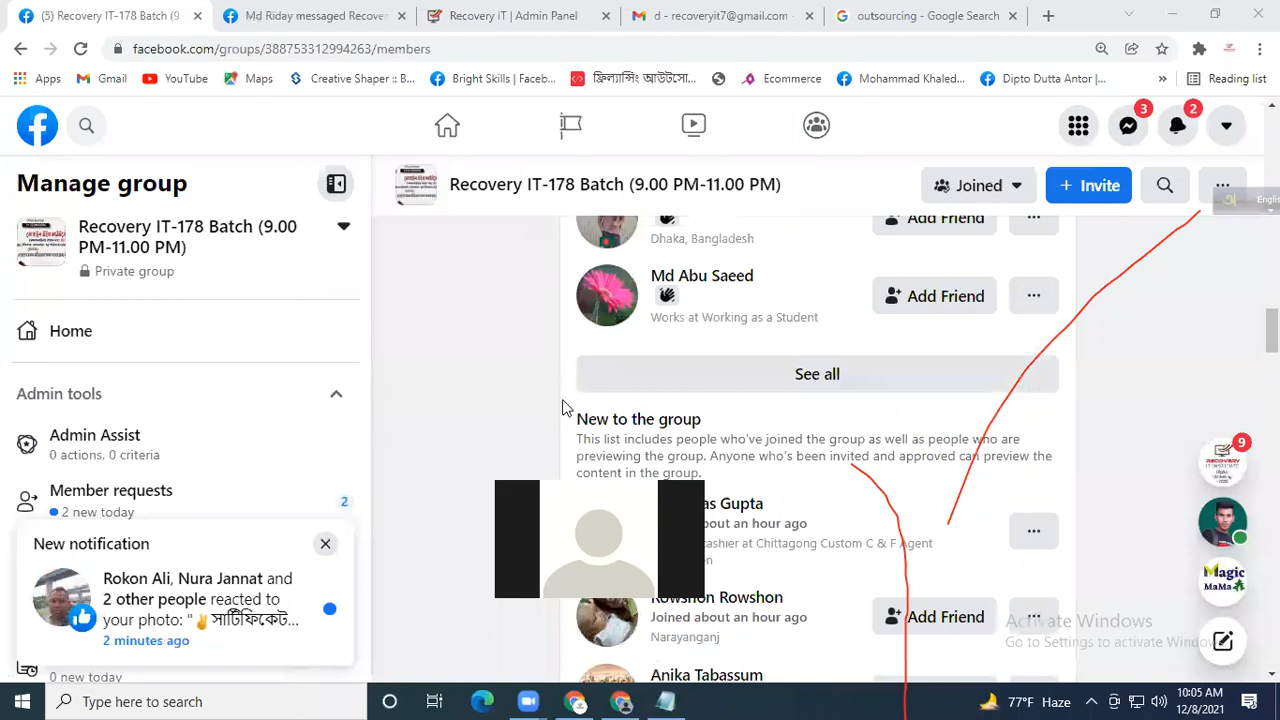 (5) Recovery IT-178 Batch (9
Md Riday messaged Recove
Recovery iT | Admin Panel
d - recoveryit7@gmail.com -
outsourcing - Google Search
facebook.com/groups/388753312994263/members
Apps
Gmail
YouTube
Maps
Creative Shaper ::: B...
Bright Skills | Faceb...
ফ্রিল্যান্সিং আউটসো...
Ecommerce
Mohammad Khaled...
Dipto Dutta Antor |...
»
Reading list
3
2
Manage group
Recovery IT-178 Batch (9.00 PM-11.00 PM)
Joined
+ Invite
Englis
Recovery IT-178 Batch (9.00
PM-11.00 PM)
Private group
Home
Admin tools
Admin Assist
0 actions, 0 criteria
Member requests
2 new today
2
New notification
Rokon Ali, Nura Jannat and
2 other people reacted to
your photo: "✌সার্টিফিকেট...
2 minutes ago
0 new today
Add Friend
Dhaka, Bangladesh
Md Abu Saeed
Works at Working as a Student
Add Friend
See all
New to the group
This list includes people who've joined the group as well as people who are
previewing the group. Anyone who's been invited and approved can preview the
content in the group.
as Gupta
about an hour ago
rashier at Chittagong Custom C & F Agent
on
Rowshon Rowshon
Joined about an hour ago
Narayanganj
Add Friend
Anika Tabassum
9
Magic
MaMa
Activate Windows
Go to Settings to activate Windows
Type here to search
77°F Haze
10:05 AM
12/8/2021